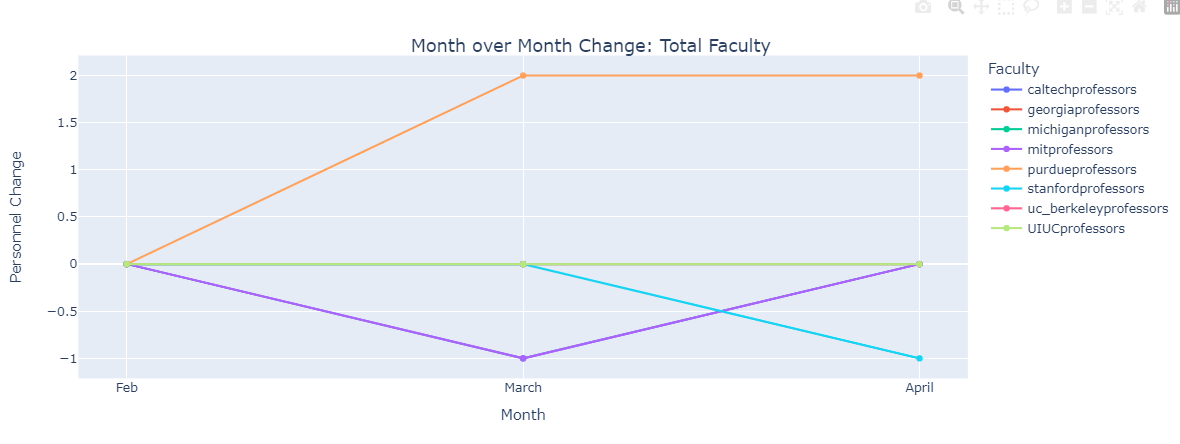 Month over Month Change: Total Faculty
Faculty
caltechprofessors
georgiaprofessors
michiganprofessors
mitprofessors
purdueprofessors
stanfordprofessors
uc_berkeleyprofessors
UIUCprofessors
Personnel Change
2
1.5
1
0.5
0
−0.5
−1
Feb
March
April
Month